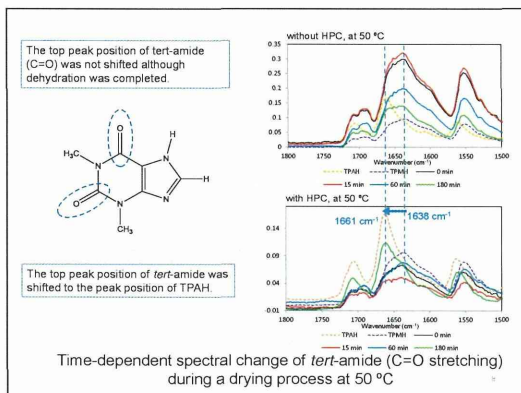 The top peak position of tert-amide
(C=O) was not shifted although
dehydration was completed.
O
H
H₃C
N
N
H
O
N
N
CH₃
The top peak position of tert-amide was
shifted to the peak position of TPAH.
without HPC, at 50 ºC
0.35
0.3
0.25
0.2
0.15
0.1
0.05
0
1800 1700 1650 1600 1550 1500
Wavenumber (cm⁻¹)
TPAH TPMH 0 min
15 min 60 min 180 min
with HPC, at 50 ºC
1661 cm⁻¹ 1638 cm⁻¹
0.14
0.09
0.04
-0.01
1800 1700 1650 1600 1550 1500
Wavenumber (cm⁻¹)
TPAH TPMH 0 min
15 min 60 min 180 min
Time-dependent spectral change of tert-amide (C=O stretching)
during a drying process at 50 ºC